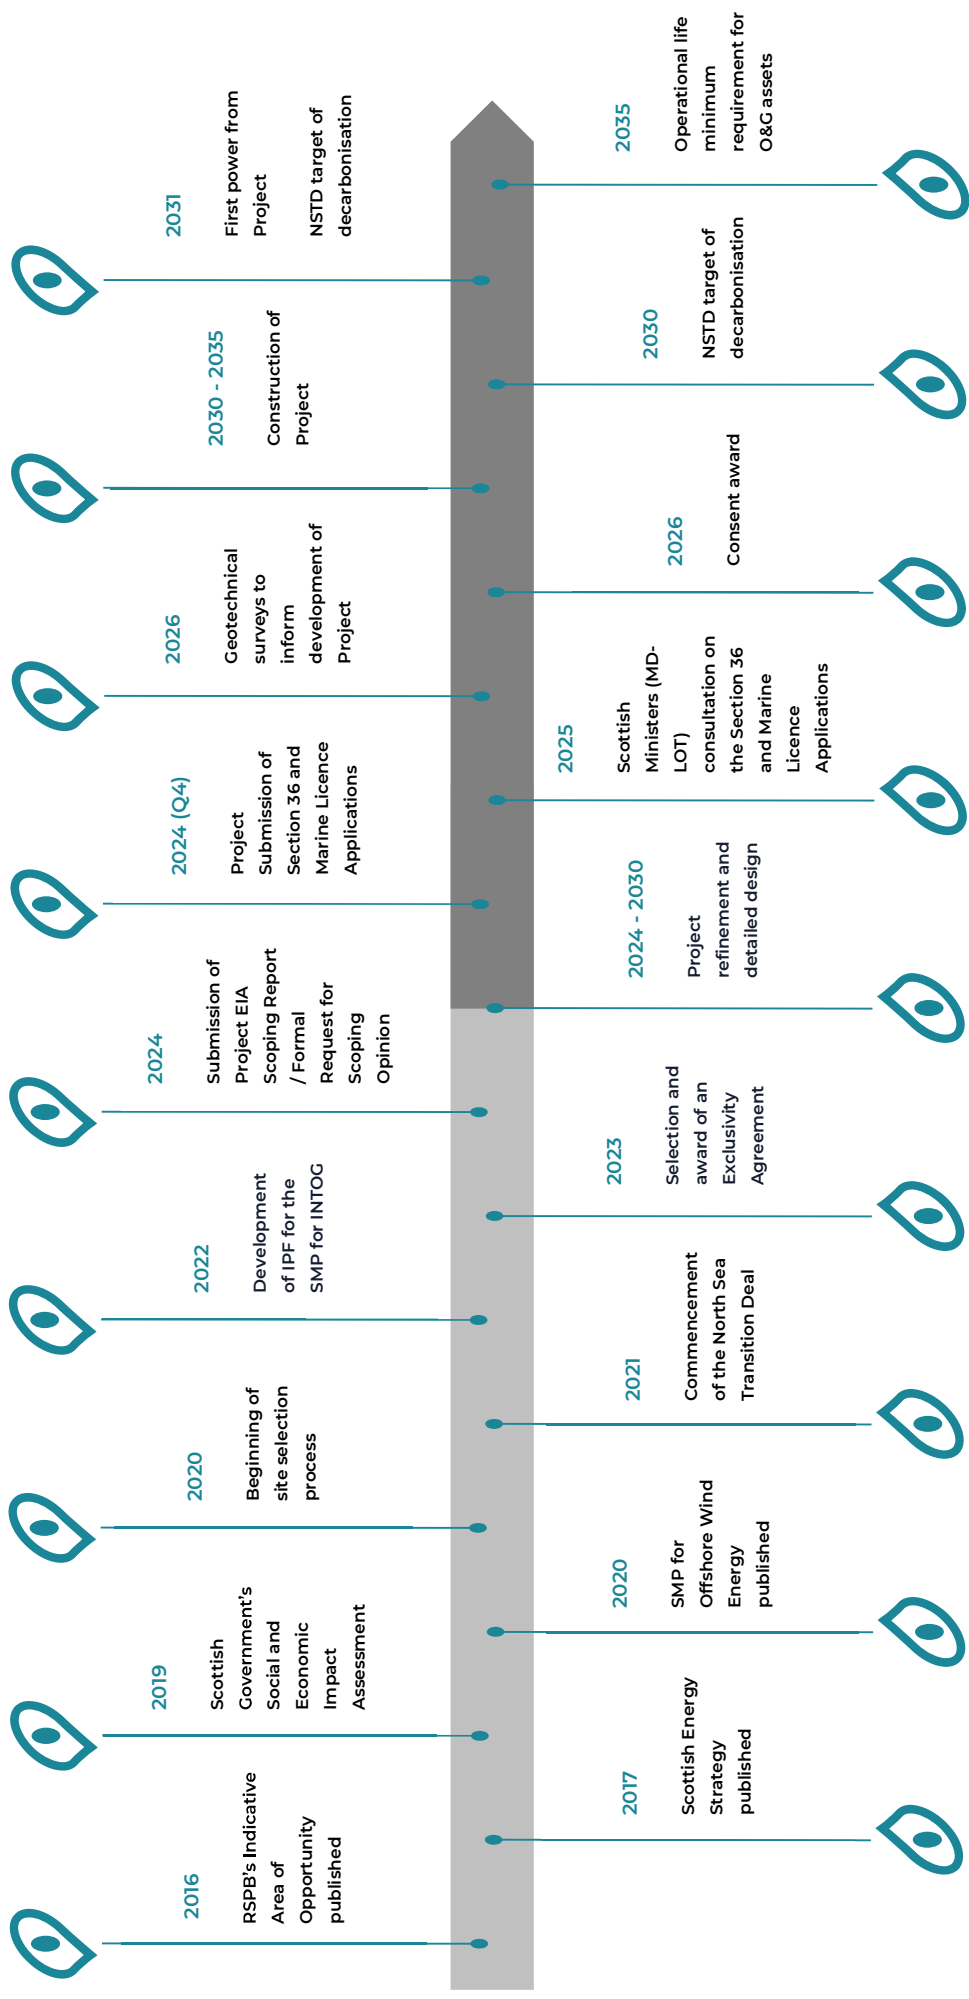 2016
RSPB's Indicative
Area of
Opportunity
published
2017
Scottish Energy
Strategy
published
2019
Scottish
Government's
Social and
Economic
Impact
Assessment
2020
SMP for
Offshore Wind
Energy
published
2020
Beginning of
site selection
process
2021
Commencement
of the North Sea
Transition Deal
2022
Development
of IPF for the
SMP for INTOG
2023
Selection and
award of an
Exclusivity
Agreement
2024
Submission of
Project EIA
Scoping Report
/ Formal
Request for
Scoping
Opinion
2024 - 2030
Project
refinement and
detailed design
2024 (Q4)
Project
Submission of
Section 36 and
Marine Licence
Applications
2025
Scottish
Ministers (MD-
LOT)
consultation on
the Section 36
and Marine
Licence
Applications
2026
Geotechnical
surveys to
inform
development of
Project
2026
Consent award
2030 - 2035
Construction of
Project
2030
NSTD target of
decarbonisation
2031
First power from
Project
NSTD target of
decarbonisation
2035
Operational life
minimum
requirement for
O&G assets